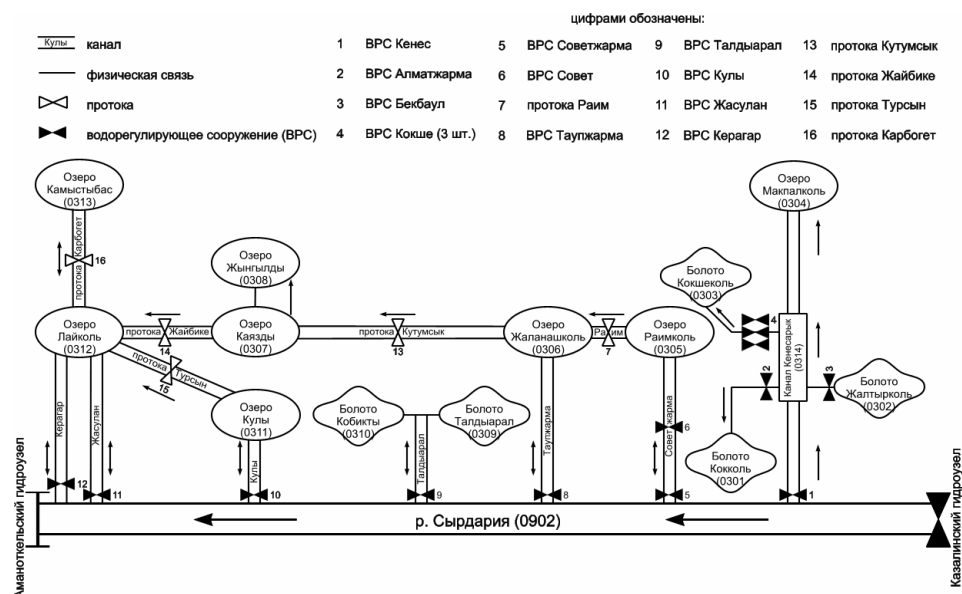 цифрами обозначены:
Кулы канал
физическая связь
протока
водорегулирующее сооружение (ВРС)
1 ВРС Кенес
2 ВРС Алматжарма
3 ВРС Бекбаул
4 ВРС Кокше (3 шт.)
5 ВРС Советжарма
6 ВРС Совет
7 протока Раим
8 ВРС Таупжарма
9 ВРС Талдыарал
10 ВРС Кулы
11 ВРС Жасулан
12 ВРС Керагар
13 протока Кутумсык
14 протока Жайбике
15 протока Турсын
16 протока Карбогет
Озеро
Камыстыбас
(0313)
протока Карбогет
16
Озеро
Жынгылды
(0308)
Озеро
Макпалколь
(0304)
Болото
Кокшеколь
(0303)
4
Озеро
Лайколь
(0312)
протока Жайбике
14
Озеро
Каязды
(0307)
протока Кутумсык
13
Озеро
Жаланашколь
(0306)
Раим
7
Озеро
Раимколь
(0305)
Канал Кенесарык
(0314)
2
3
Болото
Жалтырколь
(0302)
протока Турсын
15
Озеро
Кулы
(0311)
Болото
Кобикты
(0310)
Болото
Талдыарал
(0309)
Болото
Кокколь
(0301
Керагар
Жасулан
Кулы
Талдыарал
Таупжарма
Совет жарма
6
12
11
10
9
8
5
1
р. Сырдария (0902)
Аманоткельский гидроузел
Казалинский гидроузел